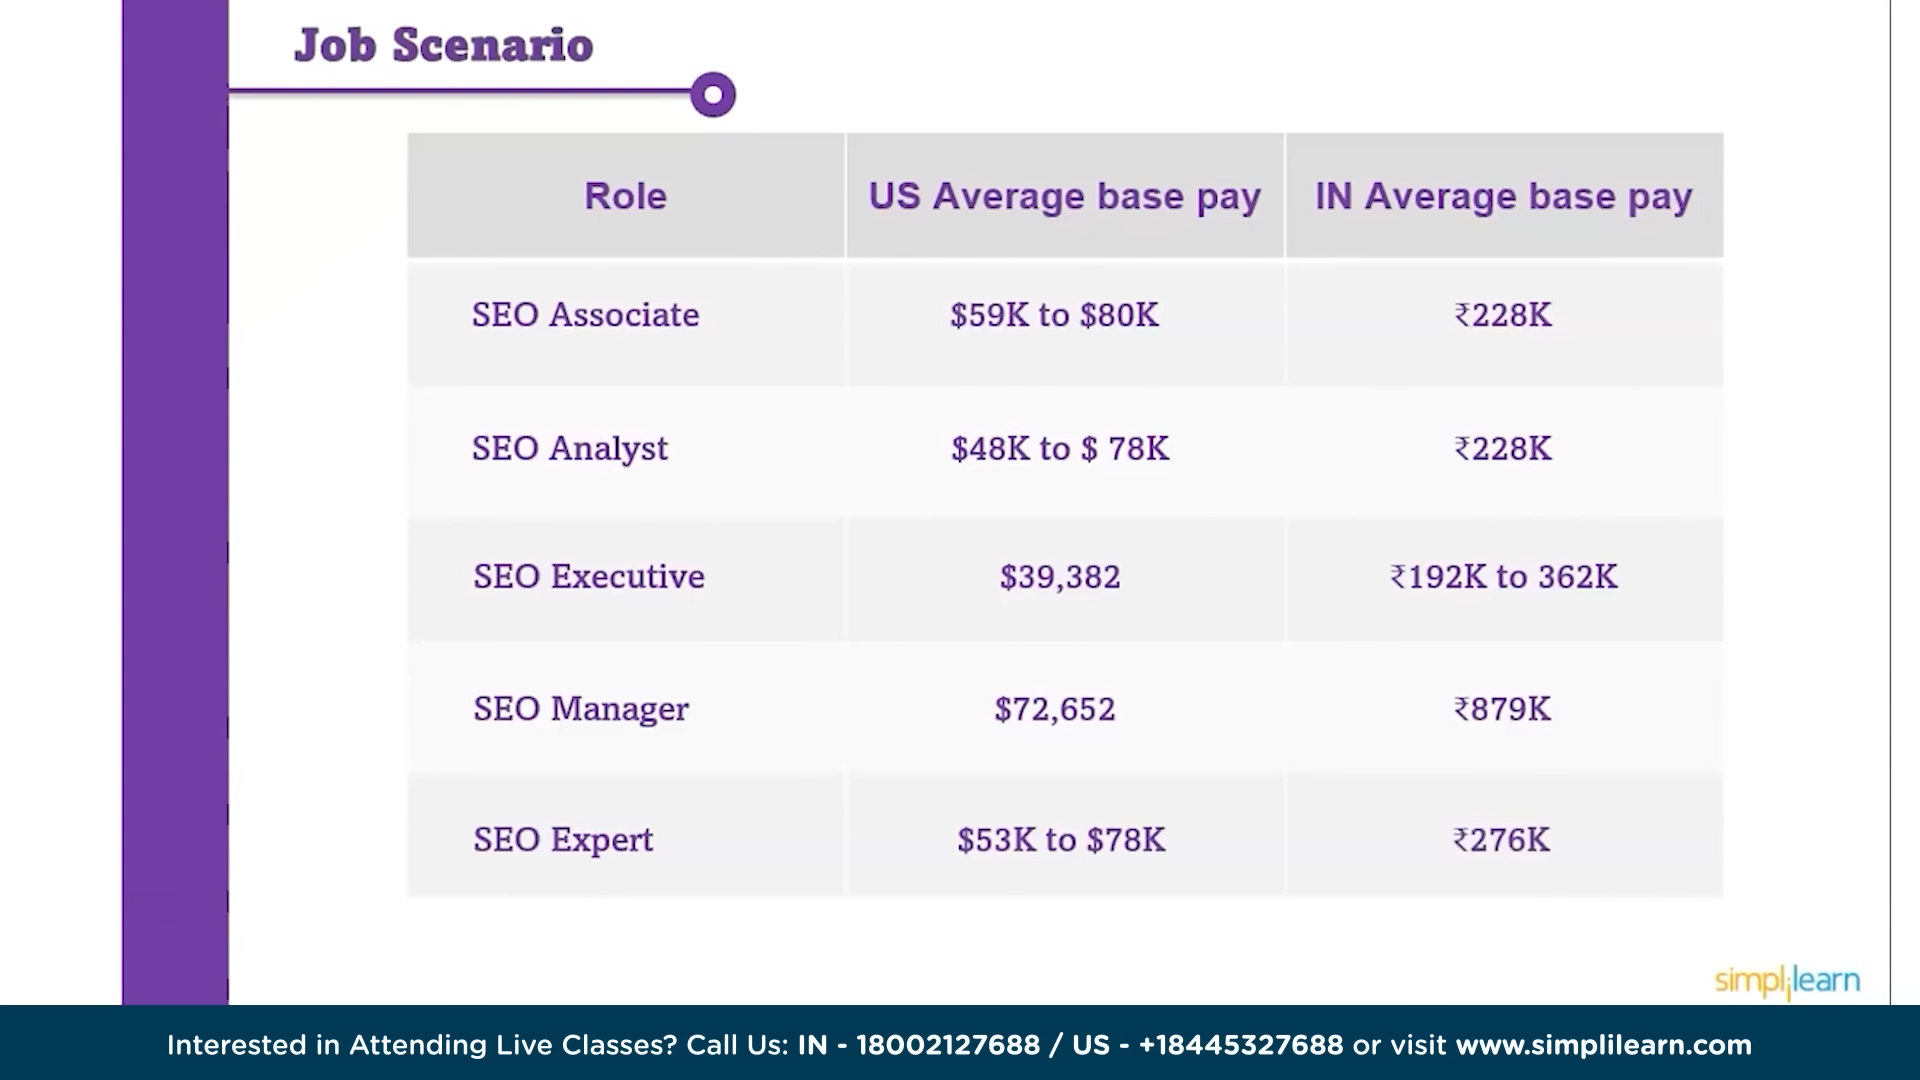 Job Scenario
Role US Average base pay IN Average base pay
SEO Associate $59K to $80K ₹228K
SEO Analyst $48K to $ 78K ₹228K
SEO Executive $39,382 ₹192K to 362K
SEO Manager $72,652 ₹879K
SEO Expert $53K to $78K ₹276K
simplilearn
Interested in Attending Live Classes? Call Us: IN - 18002127688 / US - +18445327688 or visit www.simplilearn.com